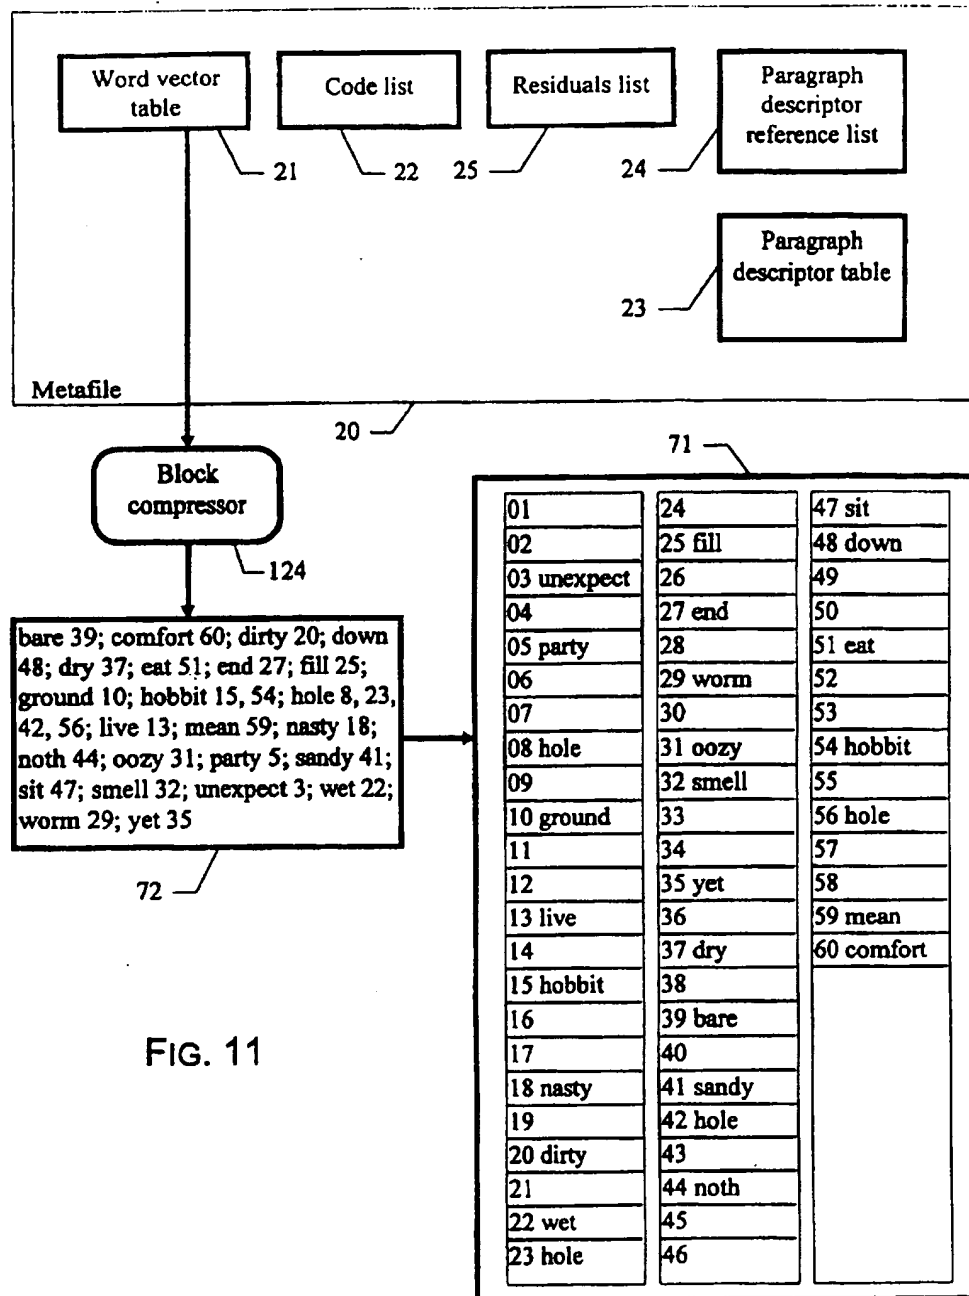 Word vector
table
21
Code list
22
Residuals list
25
Paragraph
descriptor
reference list
24
Paragraph
descriptor table
23
Metafile
20
Block
compressor
124
bare 39; comfort 60; dirty 20; down
48; dry 37; eat 51; end 27; fill 25;
ground 10; hobbit 15, 54; hole 8, 23,
42, 56; live 13; mean 59; nasty 18;
noth 44; oozy 31; party 5; sandy 41;
sit 47; smell 32; unexpect 3; wet 22;
worm 29; yet 35
72
71
01
02
03 unexpect
04
05 party
06
07
08 hole
09
10 ground
11
12
13 live
14
15 hobbit
16
17
18 nasty
19
20 dirty
21
22 wet
23 hole
24
25 fill
26
27 end
28
29 worm
30
31 oozy
32 smell
33
34
35 yet
36
37 dry
38
39 bare
40
41 sandy
42 hole
43
44 noth
45
46
47 sit
48 down
49
50
51 eat
52
53
54 hobbit
55
56 hole
57
58
59 mean
60 comfort
FIG. 11